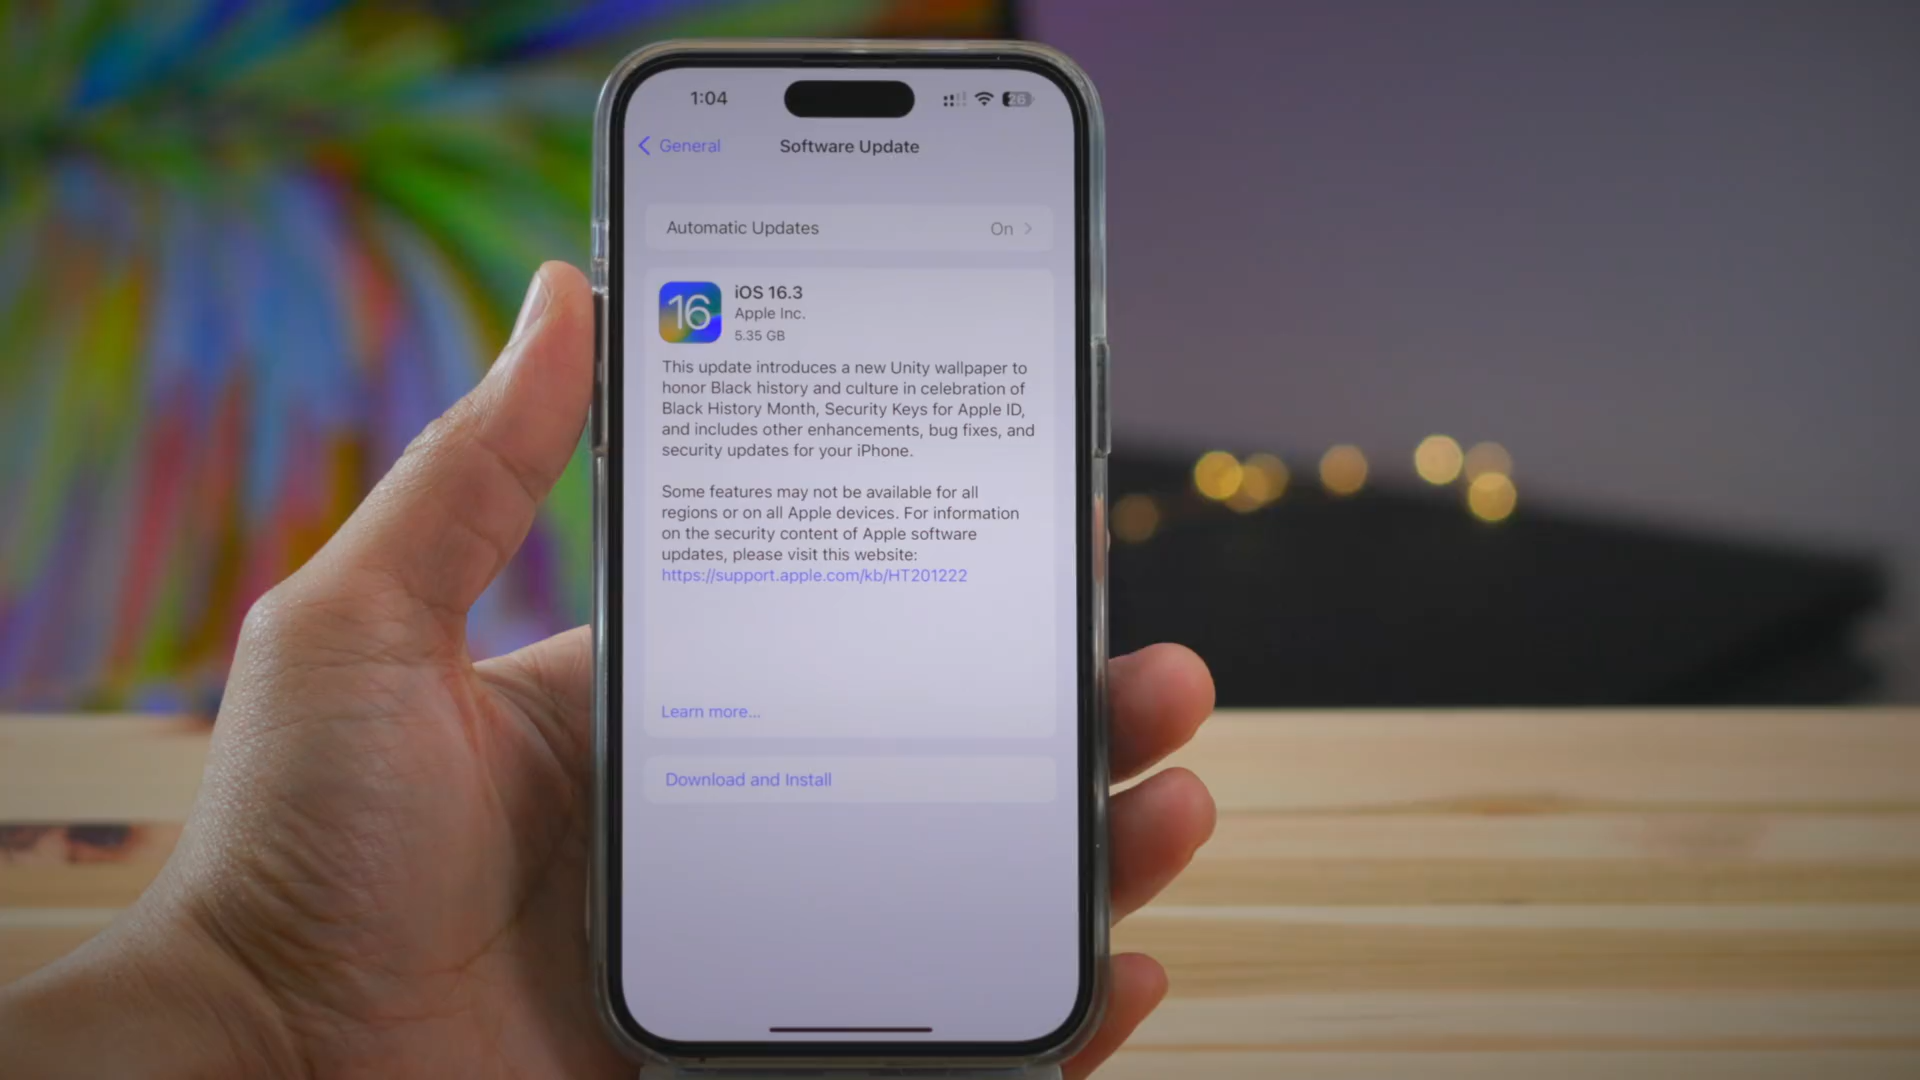 1:04
26
General
Software Update
Automatic Updates
On
16
iOS 16.3
Apple Inc.
5.35 GB
This update introduces a new Unity wallpaper to
honor Black history and culture in celebration of
Black History Month, Security Keys for Apple ID,
and includes other enhancements, bug fixes, and
security updates for your iPhone.
Some features may not be available for all
regions or on all Apple devices. For information
on the security content of Apple software
updates, please visit this website:
https://support.apple.com/kb/HT201222
Learn more...
Download and Install